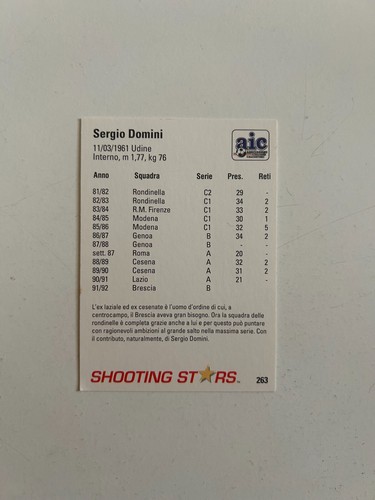 Sergio Domini
11/03/1961 Udine
Interno, m 1,77, kg 76
aic
Anno Squadra Serie Pres. Reti
81/82 Rondinella C2 29 -
82/83 Rondinella C1 34 2
83/84 R.M. Firenze C1 33 2
84/85 Modena C1 30 1
85/86 Modena C1 32 5
86/87 Genoa B 34 2
87/88 Genoa B - -
sett. 87 Roma A 20 -
88/89 Cesena A 32 2
89/90 Cesena A 31 2
90/91 Lazio A 21 -
91/92 Brescia B
L'ex laziale ed ex cesenate è l'uomo d'ordine di cui, a
centrocampo, il Brescia aveva gran bisogno. Ora la squadra delle
rondinelle è completa grazie anche a lui e per questo può puntare
con ragionevoli ambizioni al grande salto nella massima serie. Con
il contributo, naturalmente, di Sergio Domini.
SHOOTING ST★RS™ 263